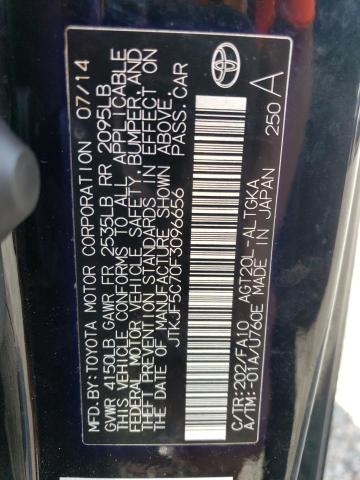 MFD. BY: TOYOTA MOTOR CORPORATION 07/14
GVWR 4150LB GAWR FR 2535LB RR 2095LB
THIS VEHICLE CONFORMS TO ALL APPLICABLE
FEDERAL MOTOR VEHICLE SAFETY, BUMPER, AND
THEFT PREVENTION STANDARDS IN EFFECT ON
THE DATE OF MANUFACTURE SHOWN ABOVE.
JTKJF5C70F3096656 PASS. CAR
C/TR: 202/FA10 AGT20L-ALTGKA
A/TM: -01A/U760E MADE IN JAPAN
250 A
TOYOTA